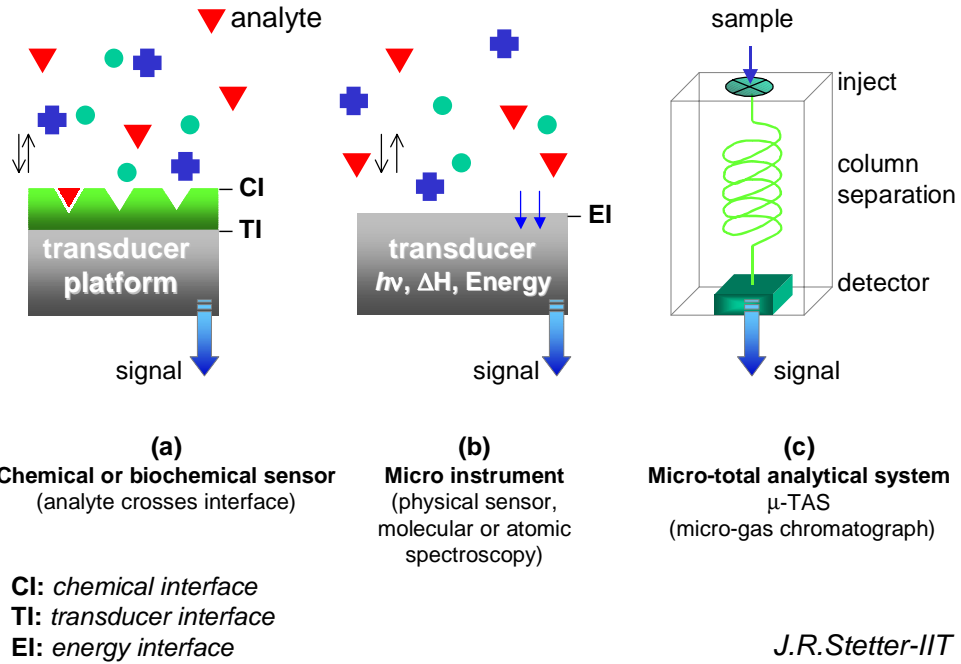 analyte
CI
TI
transducer
platform
signal
EI
transducer
hν, ΔH, Energy
signal
sample
inject
column
separation
detector
signal
(a)
Chemical or biochemical sensor
(analyte crosses interface)
(b)
Micro instrument
(physical sensor,
molecular or atomic
spectroscopy)
(c)
Micro-total analytical system
μ-TAS
(micro-gas chromatograph)
CI: chemical interface
TI: transducer interface
EI: energy interface
J.R.Stetter-IIT